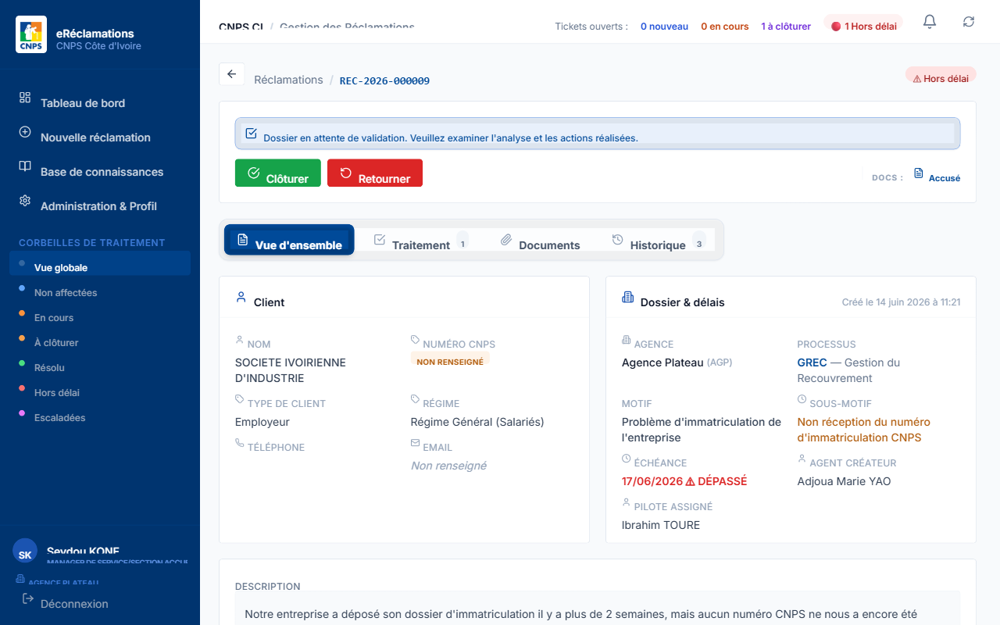 CNPS
eRéclamations
CNPS Côte d'Ivoire
Tableau de bord
Nouvelle réclamation
Base de connaissances
Administration & Profil
CORBEILLES DE TRAITEMENT
Vue globale
Non affectées
En cours
À clôturer
Résolu
Hors délai
Escaladées
SK
Seydou KONE
MANAGER DE SERVICE/SECTION
AGENCE PLATEAU
Déconnexion
CNPS CI / Gestion des Réclamations
Tickets ouverts : 0 nouveau 0 en cours 1 à clôturer 1 Hors délai
Réclamations / REC-2026-000009
⚠ Hors délai
Dossier en attente de validation. Veuillez examiner l'analyse et les actions réalisées.
Clôturer Retourner
DOCS : Accusé
Vue d'ensemble Traitement 1 Documents Historique 3
Client
NOM
SOCIETE IVOIRIENNE
D'INDUSTRIE
NUMÉRO CNPS
NON RENSEIGNÉ
TYPE DE CLIENT
Employeur
RÉGIME
Régime Général (Salariés)
TÉLÉPHONE
EMAIL
Non renseigné
Dossier & délais
Créé le 14 juin 2026 à 11:21
AGENCE
Agence Plateau (AGP)
PROCESSUS
GREC — Gestion du
Recouvrement
MOTIF
Problème d'immatriculation de
l'entreprise
SOUS-MOTIF
Non réception du numéro
d'immatriculation CNPS
ÉCHÉANCE
17/06/2026 ⚠ DÉPASSÉ
AGENT CRÉATEUR
Adjoua Marie YAO
PILOTE ASSIGNÉ
Ibrahim TOURE
DESCRIPTION
Notre entreprise a déposé son dossier d'immatriculation il y a plus de 2 semaines, mais aucun numéro CNPS ne nous a encore été